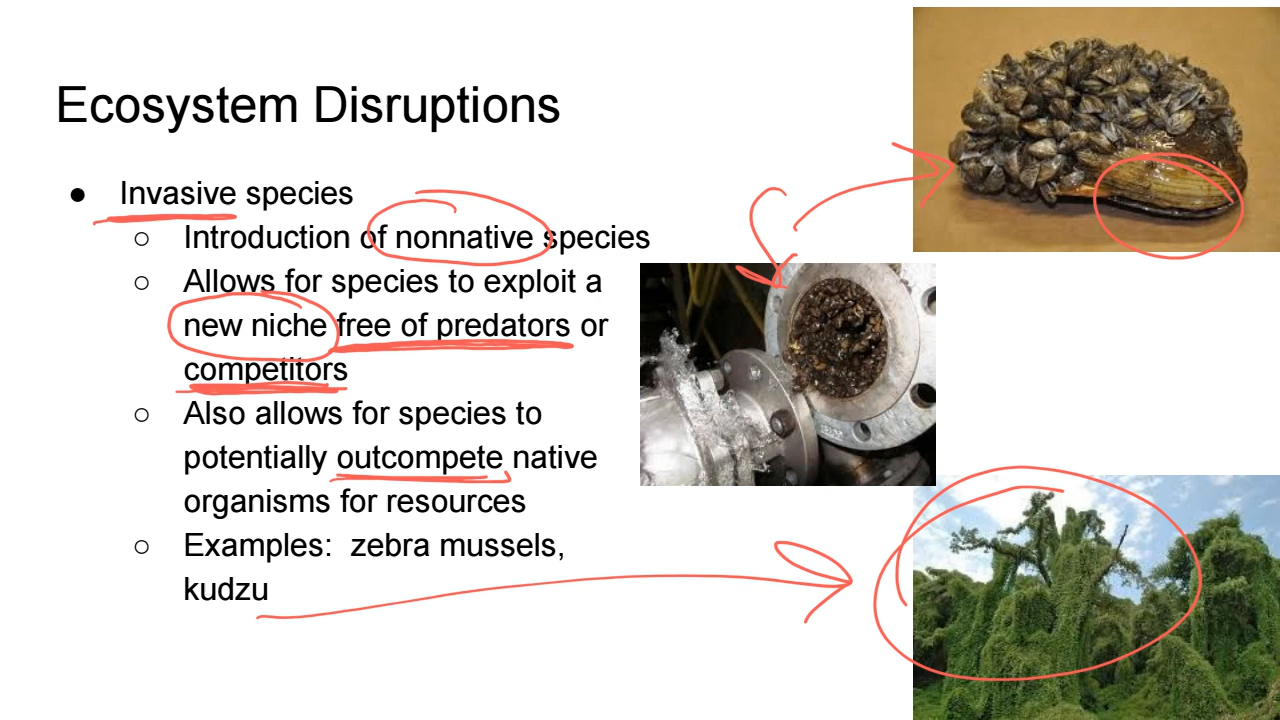 Ecosystem Disruptions
● Invasive species
○ Introduction of nonnative species
○ Allows for species to exploit a
new niche free of predators or
competitors
○ Also allows for species to
potentially outcompete native
organisms for resources
○ Examples:  zebra mussels,
kudzu